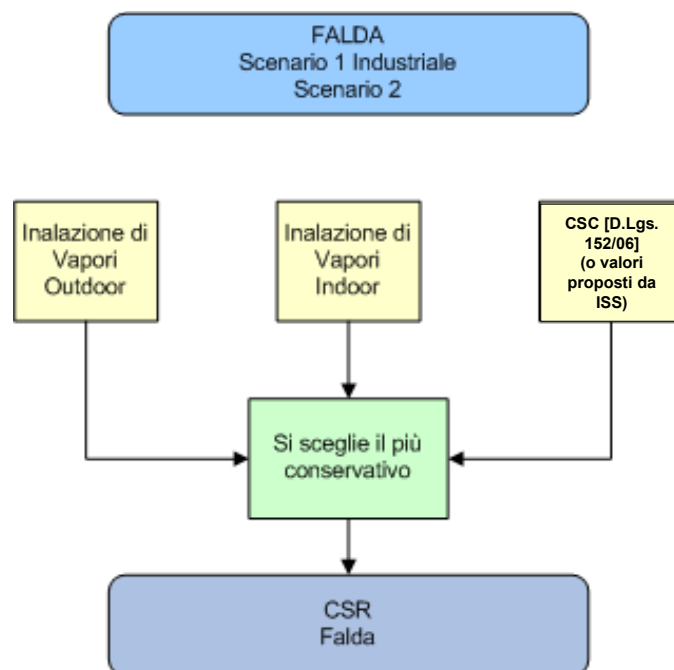 FALDA
Scenario 1 Industriale
Scenario 2
Inalazione di
Vapori
Outdoor
Inalazione di
Vapori
Indoor
CSC [D.Lgs.
152/06]
(o valori
proposti da
ISS)
Si sceglie il più
conservativo
CSR
Falda